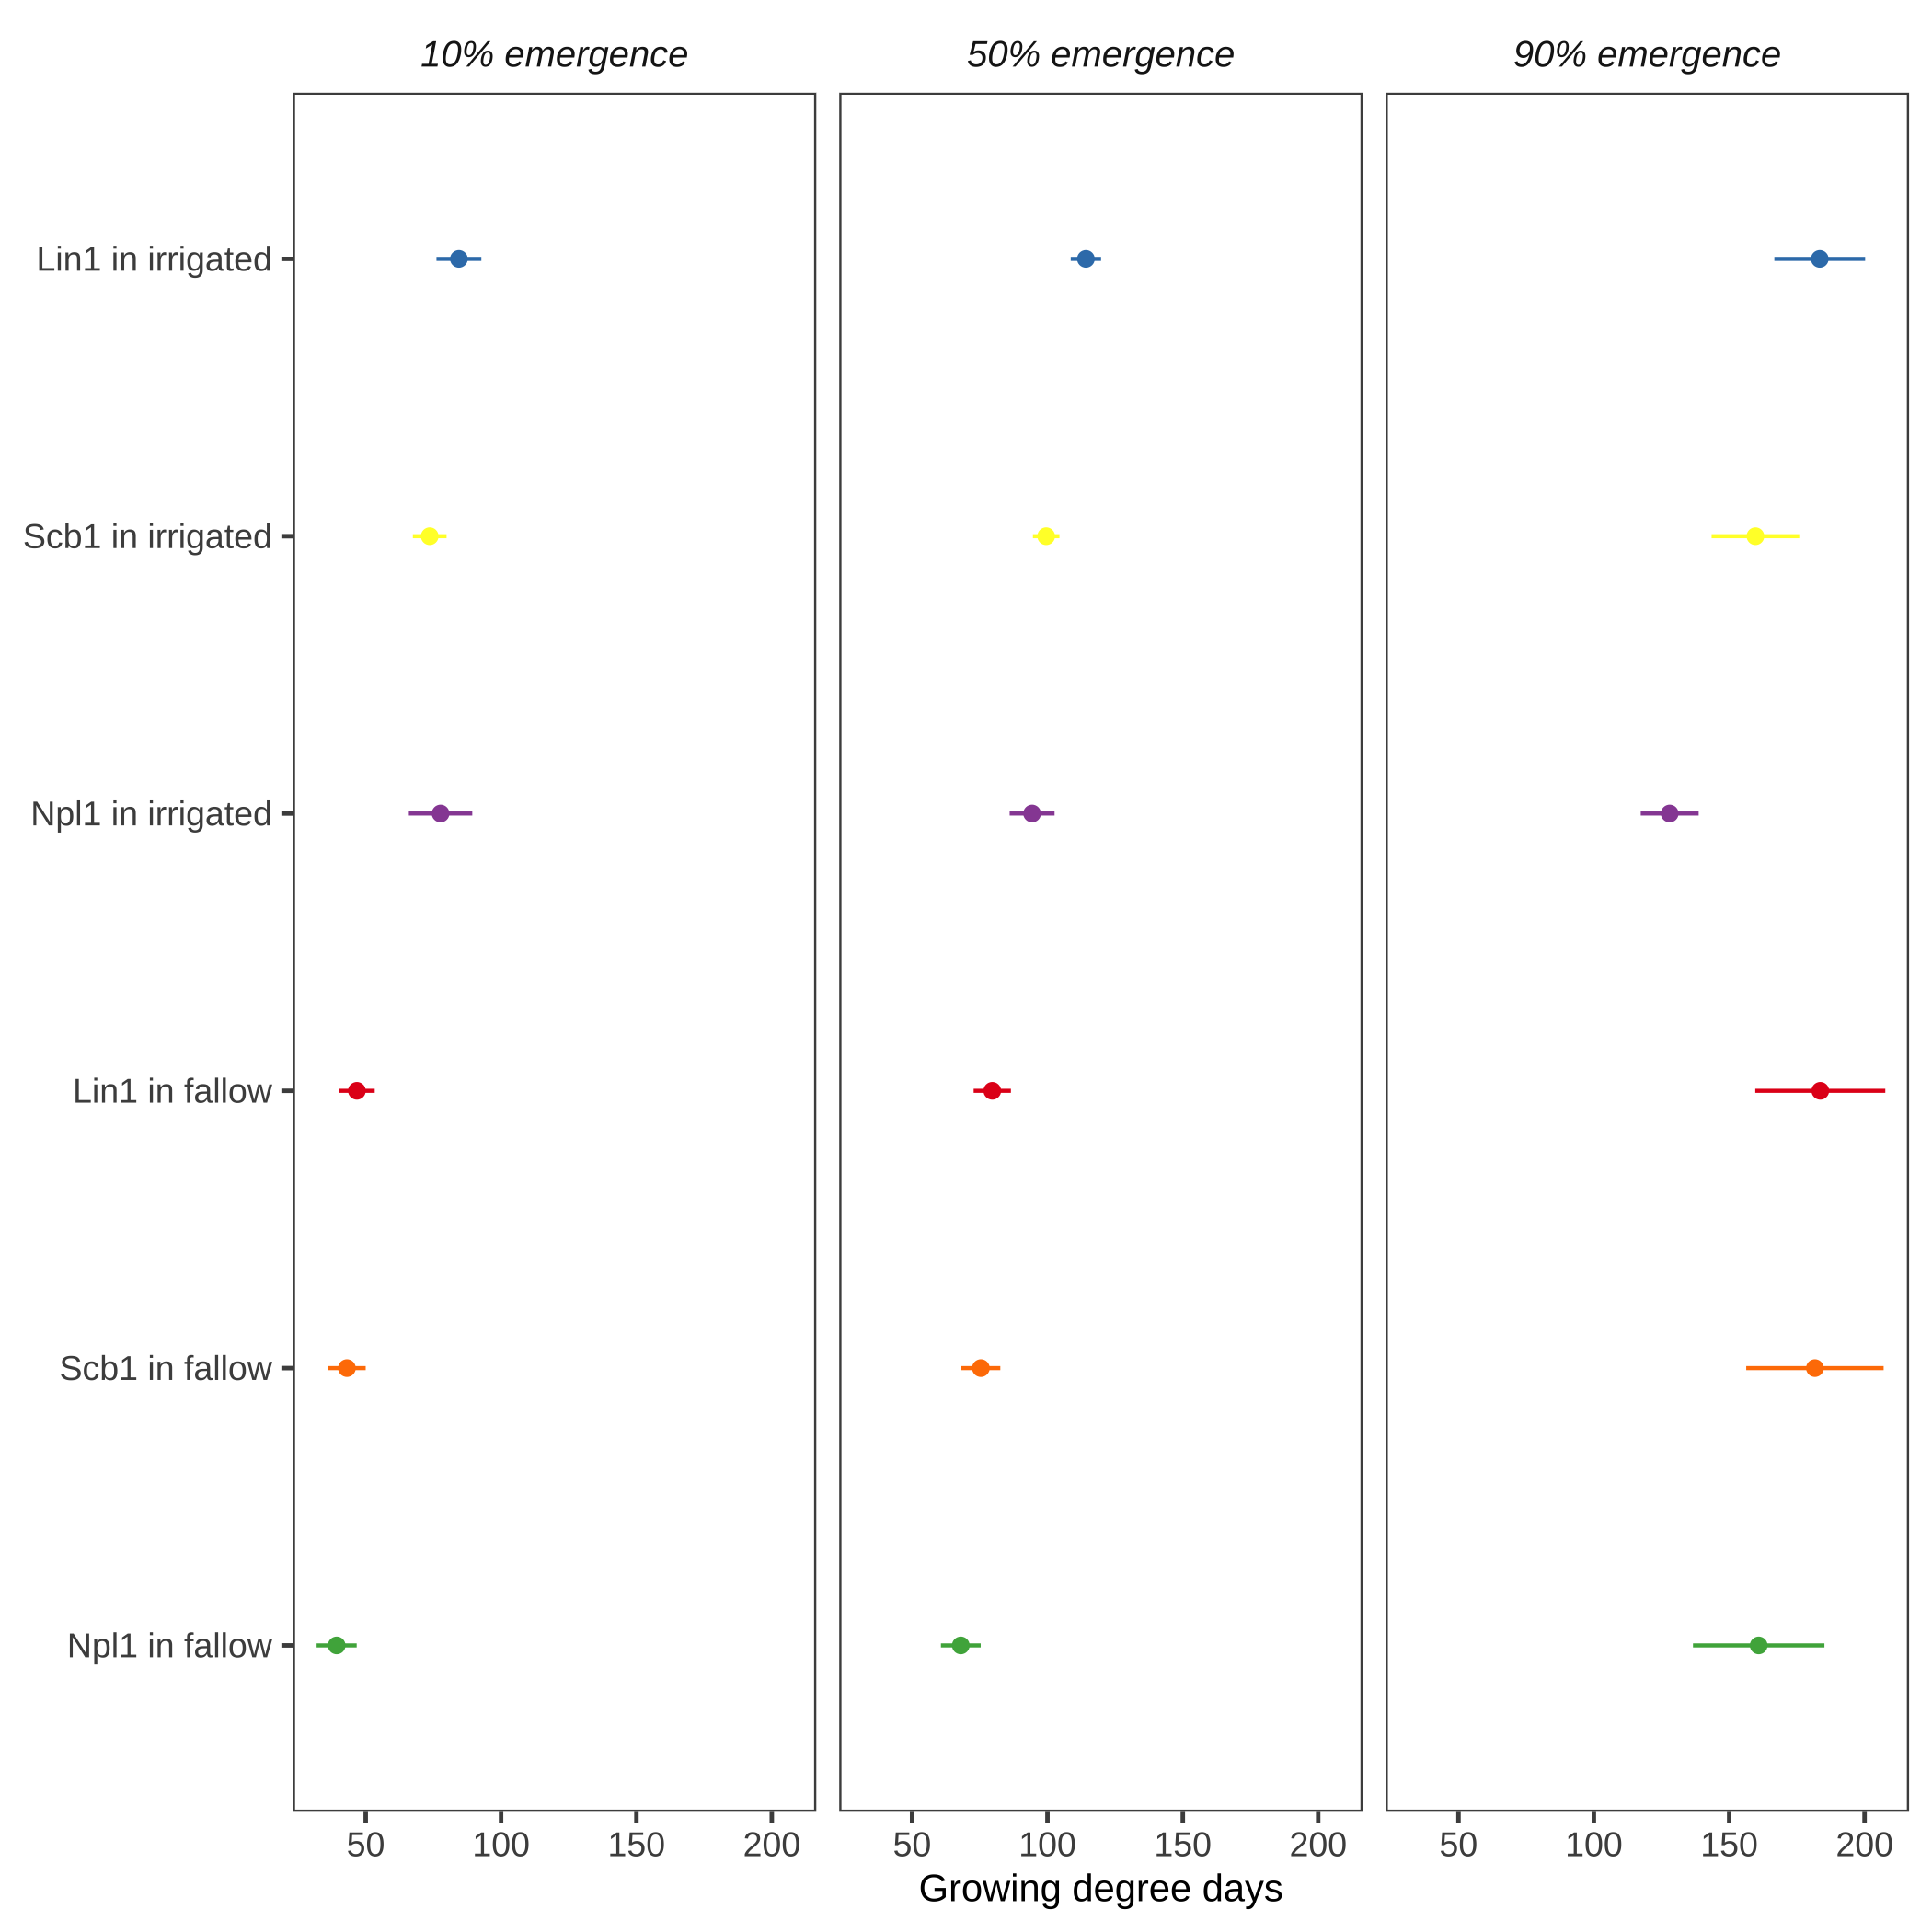 10% emergence 50% emergence 90% emergence
Lin1 in irrigated
Scb1 in irrigated
Npl1 in irrigated
Lin1 in fallow
Scb1 in fallow
Npl1 in fallow
50 100 150 200 50 100 150 200 50 100 150 200
Growing degree days